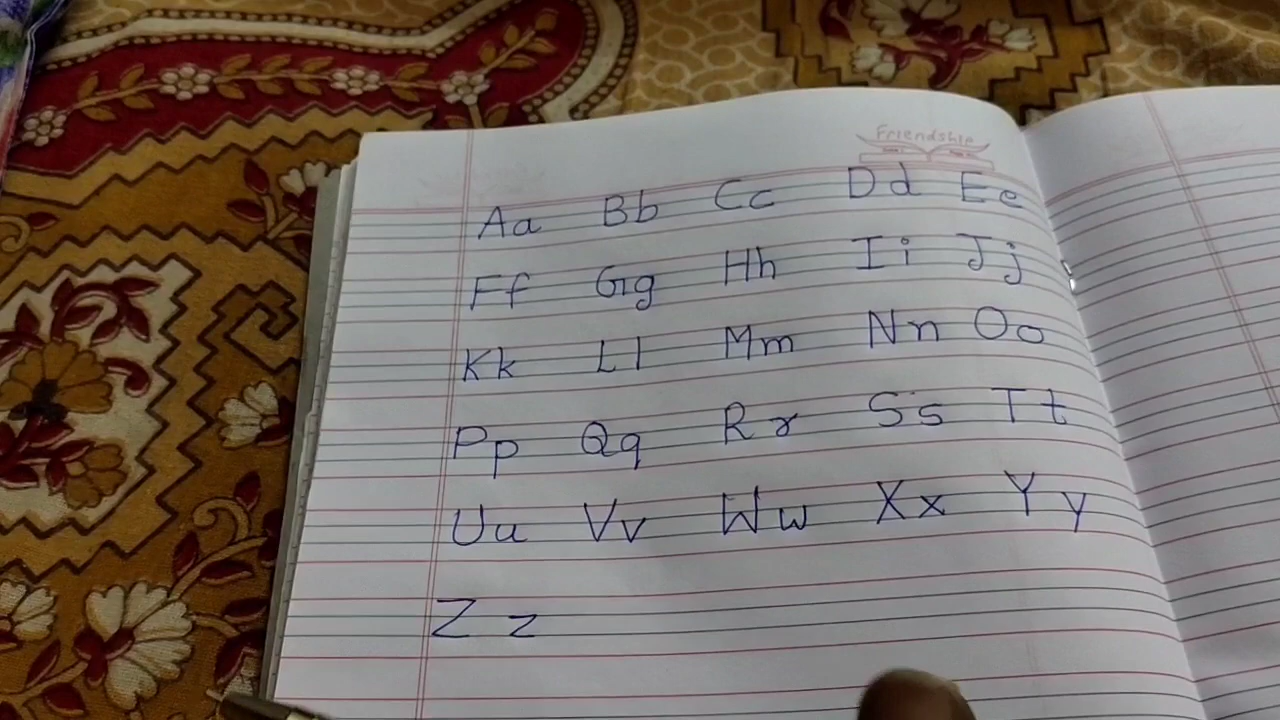 Friendship
Aa Bb Cc Dd Ee
Ff Gg Hh Ii Jj
Kk Ll Mm Nn Oo
Pp Qq Rr Ss Tt
Uu Vv Ww Xx Yy
Zz